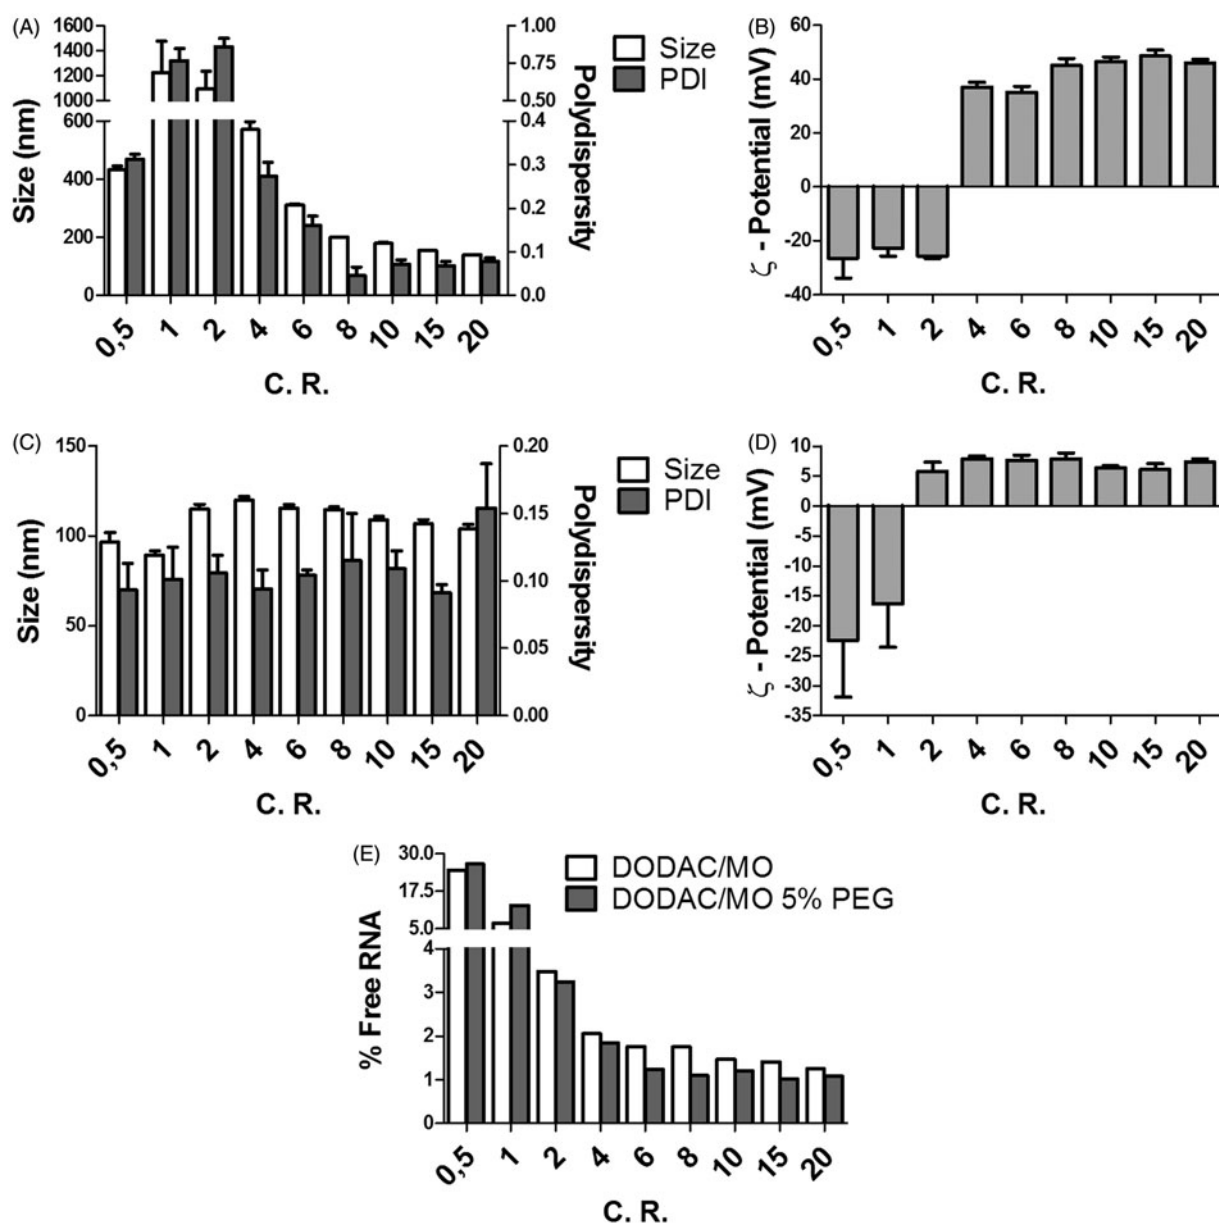 (A)
1600
1400
1200
1000
600
400
200
0
Size (nm)
1.00
0.75
0.50
0.4
0.3
0.2
0.1
0.0
Polydispersity
Size
PDI
0,5 1 2 4 6 8 10 15 20
C. R.
(B)
60
40
20
0
-20
-40
ζ - Potential (mV)
0,5 1 2 4 6 8 10 15 20
C. R.
(C)
150
100
50
0
Size (nm)
0.20
0.15
0.10
0.05
0.00
Polydispersity
Size
PDI
0,5 1 2 4 6 8 10 15 20
C. R.
(D)
10
5
0
-5
-10
-15
-20
-25
-30
-35
ζ - Potential (mV)
0,5 1 2 4 6 8 10 15 20
C. R.
(E)
30.0
17.5
5.0
4
3
2
1
0
% Free RNA
DODAC/MO
DODAC/MO 5% PEG
0,5 1 2 4 6 8 10 15 20
C. R.